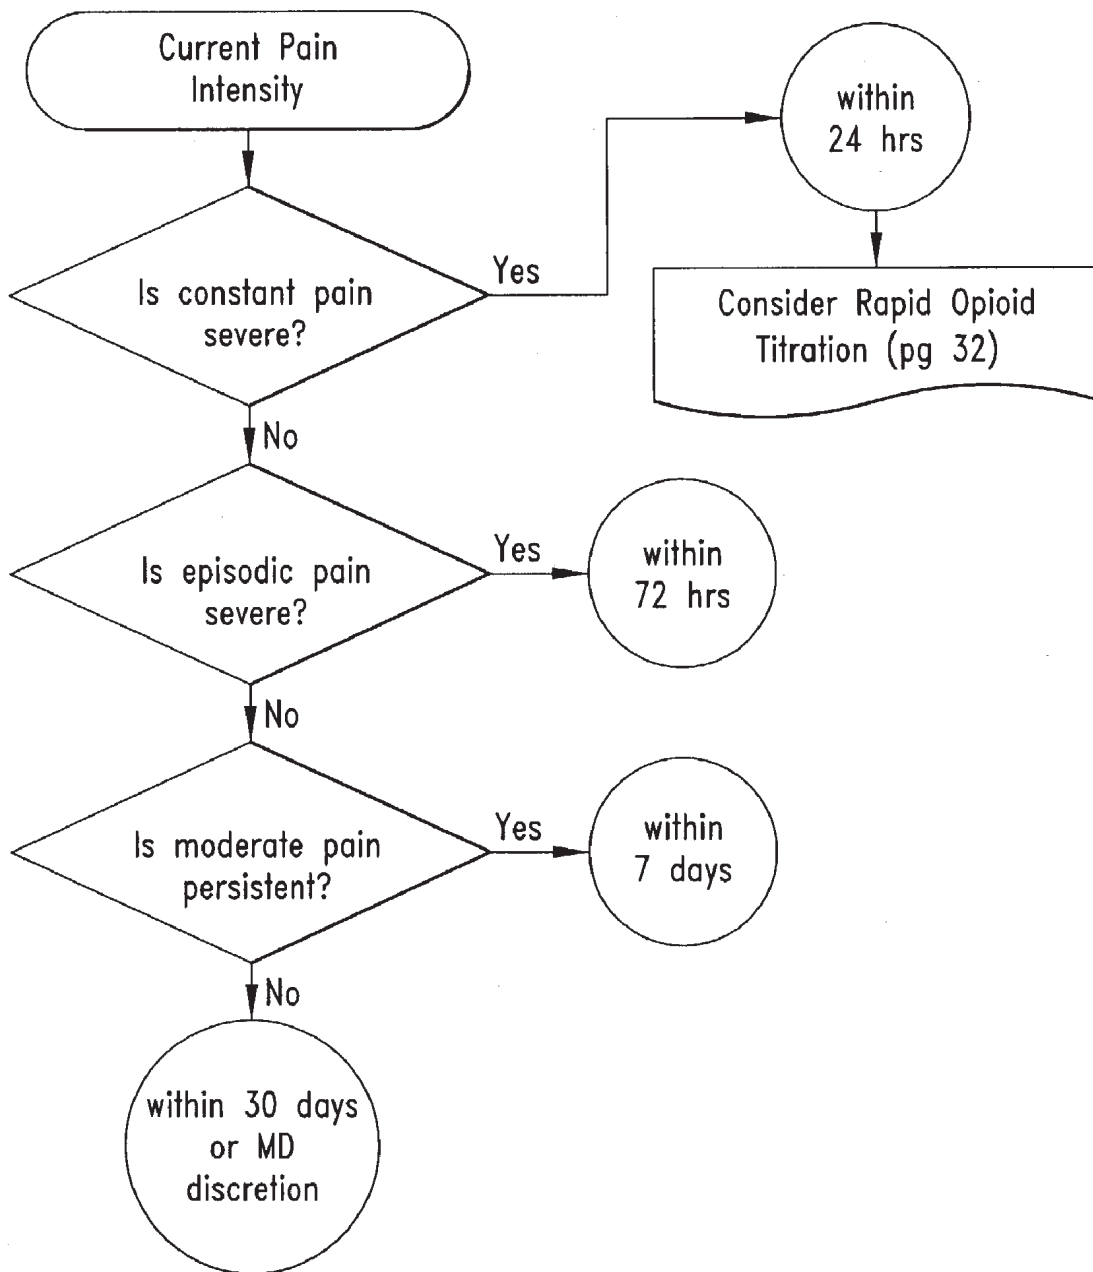 Current Pain
Intensity
within
24 hrs
Is constant pain
severe?
Yes
Consider Rapid Opioid
Titration (pg 32)
No
Is episodic pain
severe?
Yes
within
72 hrs
No
Is moderate pain
persistent?
Yes
within
7 days
No
within 30 days
or MD
discretion